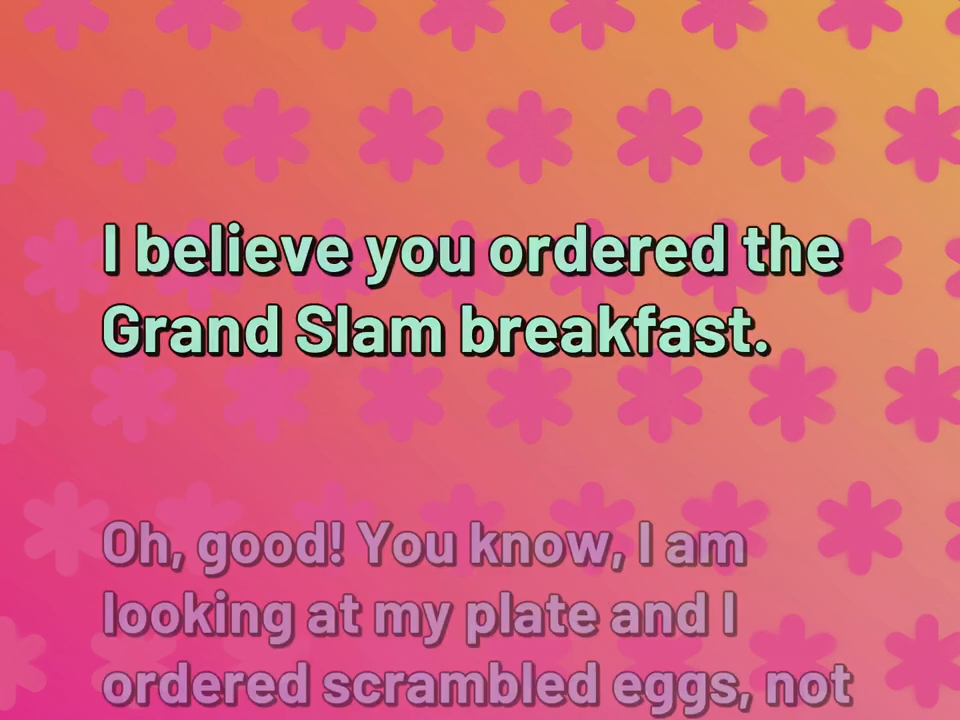 I believe you ordered the
Grand Slam breakfast.
Oh, good! You know, I am
looking at my plate and I
ordered scrambled eggs, not